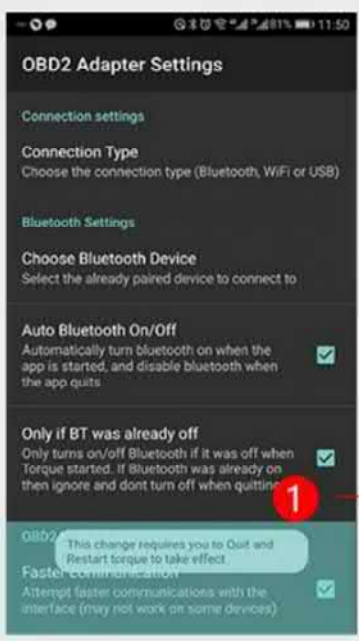 81% 11:50
OBD2 Adapter Settings
Connection settings
Connection Type
Choose the connection type (Bluetooth, WiFi or USB)
Bluetooth Settings
Choose Bluetooth Device
Select the already paired device to connect to
Auto Bluetooth On/Off
Automatically turn bluetooth on when the
app is started, and disable bluetooth when
the app quits
Only if BT was already off
Only turns on/off Bluetooth if it was off when
Torque started. If Bluetooth was already on
then ignore and dont turn off when quitting
1
OBD2
This change requires you to Quit and
Restart torque to take effect
Faster communication
Attempt faster communications with the
interface (may not work on some devices)